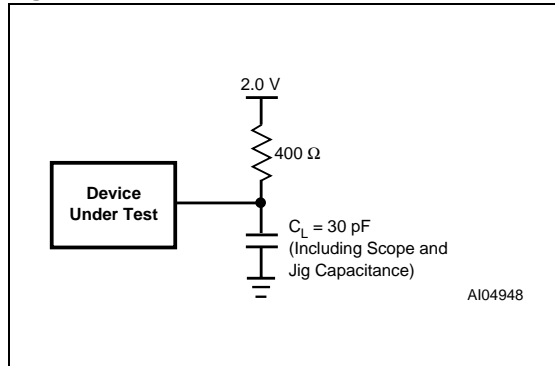 2.0 V
400 Ω
Device
Under Test
C_L = 30 pF
(Including Scope and
Jig Capacitance)
AI04948